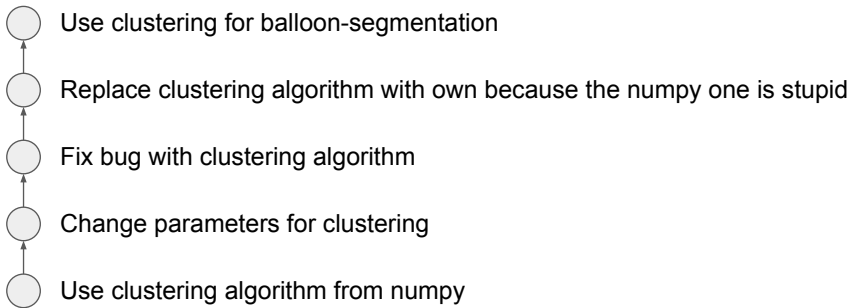 Use clustering for balloon-segmentation
Replace clustering algorithm with own because the numpy one is stupid
Fix bug with clustering algorithm
Change parameters for clustering
Use clustering algorithm from numpy